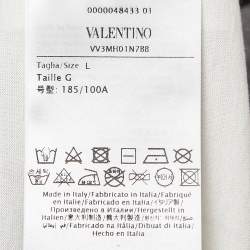 0000048433 01
VALENTINO
VV3MH01N7BB
Taglia/Size L
Taille G
号型: 185/100A
Made in Italy/Fabbricato in Italia/Fabriqué
en Italie/Fabricado en Italia/イタリア製/
Произведено в Италии/Hergestellt in
Italien/意大利制造/義大利製造/
Fabricado na Itália/Dibuat di Italia/
Hecho en Italia